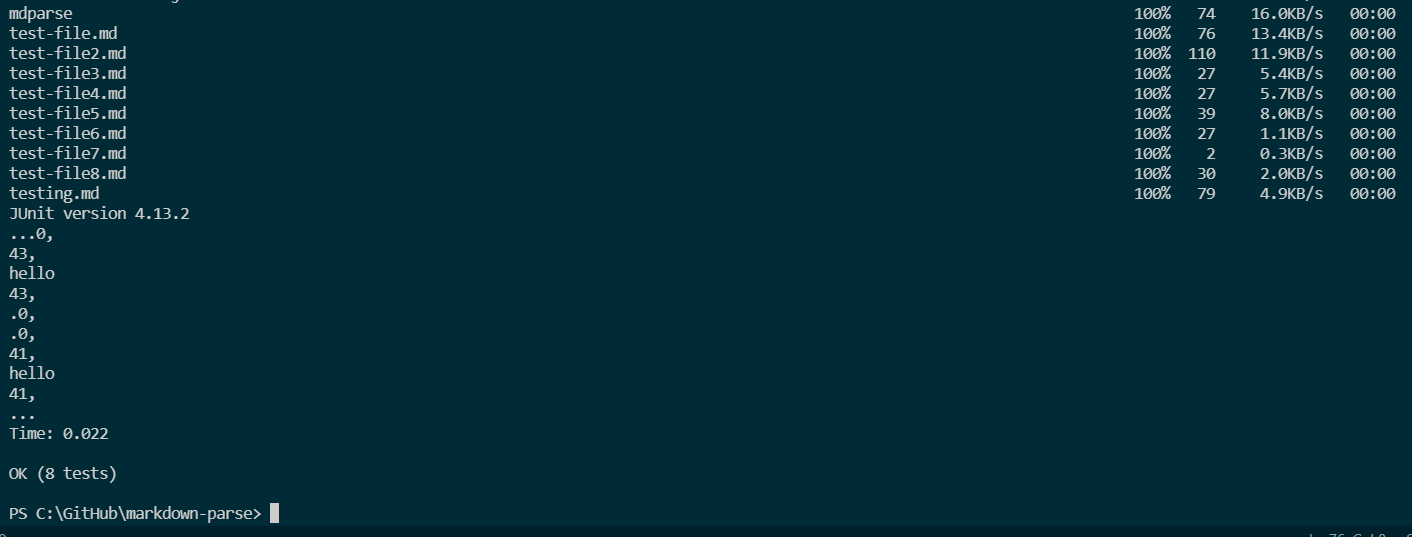 mdparse 100% 74 16.0KB/s 00:00
test-file.md 100% 76 13.4KB/s 00:00
test-file2.md 100% 110 11.9KB/s 00:00
test-file3.md 100% 27 5.4KB/s 00:00
test-file4.md 100% 27 5.7KB/s 00:00
test-file5.md 100% 39 8.0KB/s 00:00
test-file6.md 100% 27 1.1KB/s 00:00
test-file7.md 100% 2 0.3KB/s 00:00
test-file8.md 100% 30 2.0KB/s 00:00
testing.md 100% 79 4.9KB/s 00:00
JUnit version 4.13.2
...0,
43,
hello
43,
.0,
.0,
41,
hello
41,
...
Time: 0.022
OK (8 tests)
PS C:\GitHub\markdown-parse>